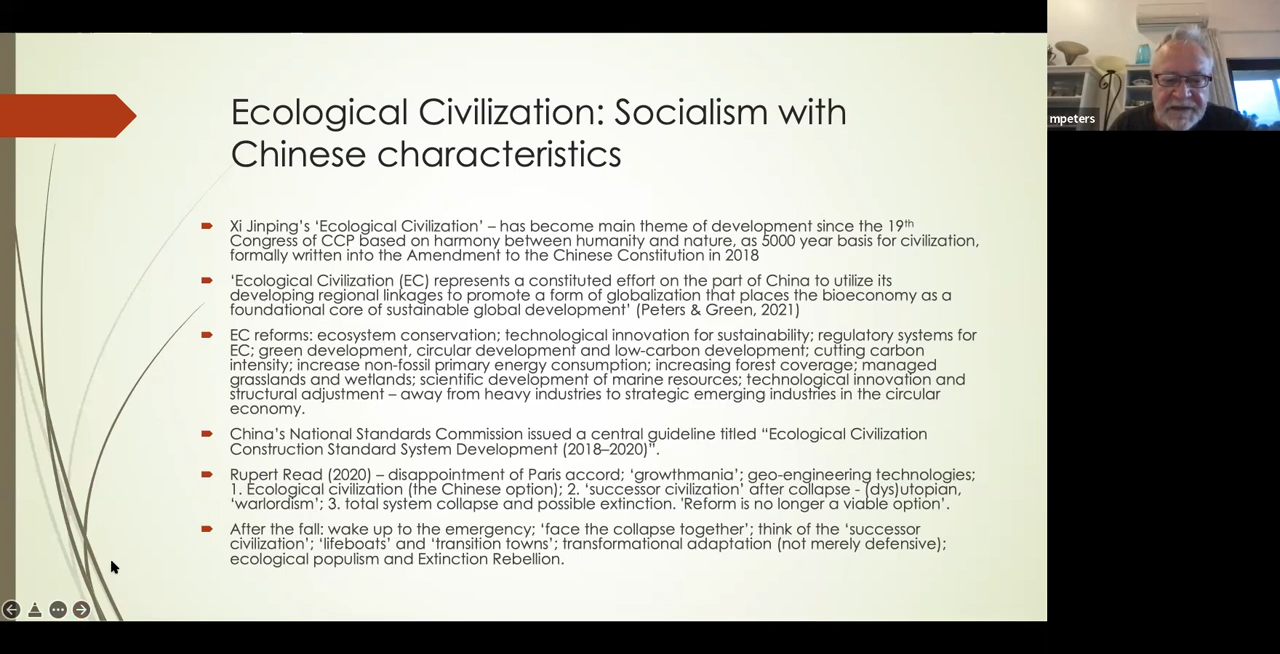 Ecological Civilization: Socialism with
Chinese characteristics
Xi Jinping's 'Ecological Civilization' – has become main theme of development since the 19th
Congress of CCP based on harmony between humanity and nature, as 5000 year basis for civilization,
formally written into the Amendment to the Chinese Constitution in 2018
'Ecological Civilization (EC) represents a constituted effort on the part of China to utilize its
developing regional linkages to promote a form of globalization that places the bioeconomy as a
foundational core of sustainable global development' (Peters & Green, 2021)
EC reforms: ecosystem conservation; technological innovation for sustainability; regulatory systems for
EC; green development, circular development and low-carbon development; cutting carbon
intensity; increase non-fossil primary energy consumption; increasing forest coverage; managed
grasslands and wetlands; scientific development of marine resources; technological innovation and
structural adjustment – away from heavy industries to strategic emerging industries in the circular
economy.
China's National Standards Commission issued a central guideline titled "Ecological Civilization
Construction Standard System Development (2018–2020)".
Rupert Read (2020) – disappointment of Paris accord; 'growthmania'; geo-engineering technologies;
1. Ecological civilization (the Chinese option); 2. 'successor civilization' after collapse - (dys)utopian,
'warlordism'; 3. total system collapse and possible extinction. 'Reform is no longer a viable option'.
After the fall: wake up to the emergency; 'face the collapse together'; think of the 'successor
civilization'; 'lifeboats' and 'transition towns'; transformational adaptation (not merely defensive);
ecological populism and Extinction Rebellion.
mpeters